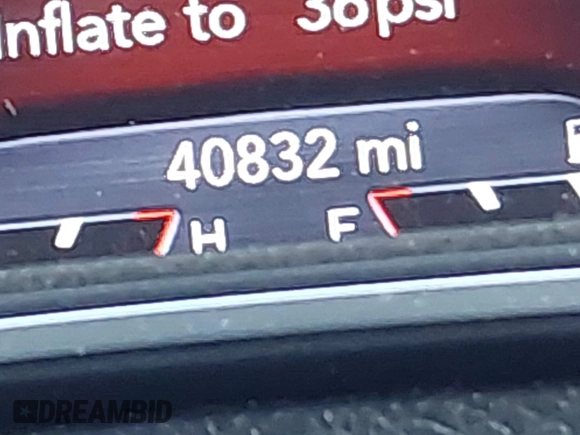 Inflate to 36psi
40832 mi
H F
DREAMBID